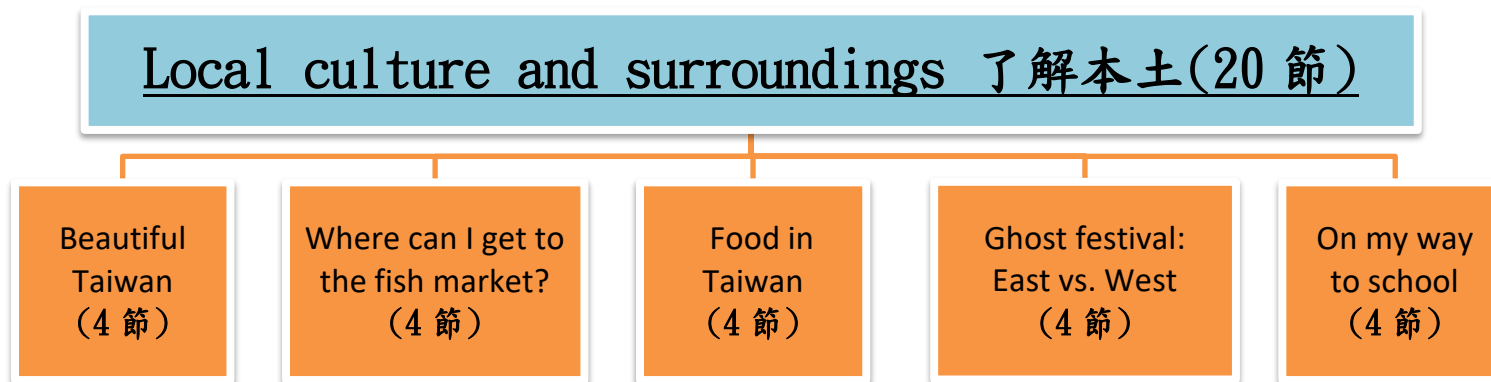 Local culture and surroundings 了解本土(20 節)
Beautiful
Taiwan
(4 節)
Where can I get to
the fish market?
(4 節)
Food in
Taiwan
(4 節)
Ghost festival:
East vs. West
(4 節)
On my way
to school
(4 節)